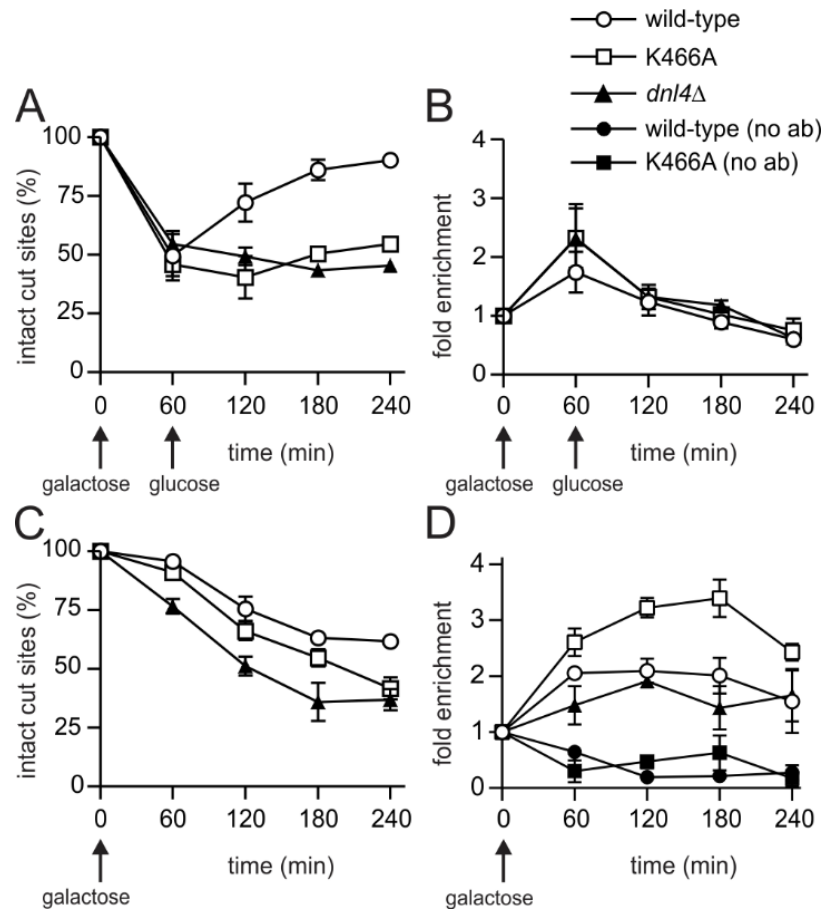 wild-type
K466A
dnl4Δ
wild-type (no ab)
K466A (no ab)
A
intact cut sites (%)
100
75
50
25
0
0 60 120 180 240
time (min)
galactose glucose
B
fold enrichment
4
3
2
1
0
0 60 120 180 240
time (min)
galactose glucose
C
intact cut sites (%)
100
75
50
25
0
0 60 120 180 240
time (min)
galactose
D
fold enrichment
4
3
2
1
0
0 60 120 180 240
time (min)
galactose